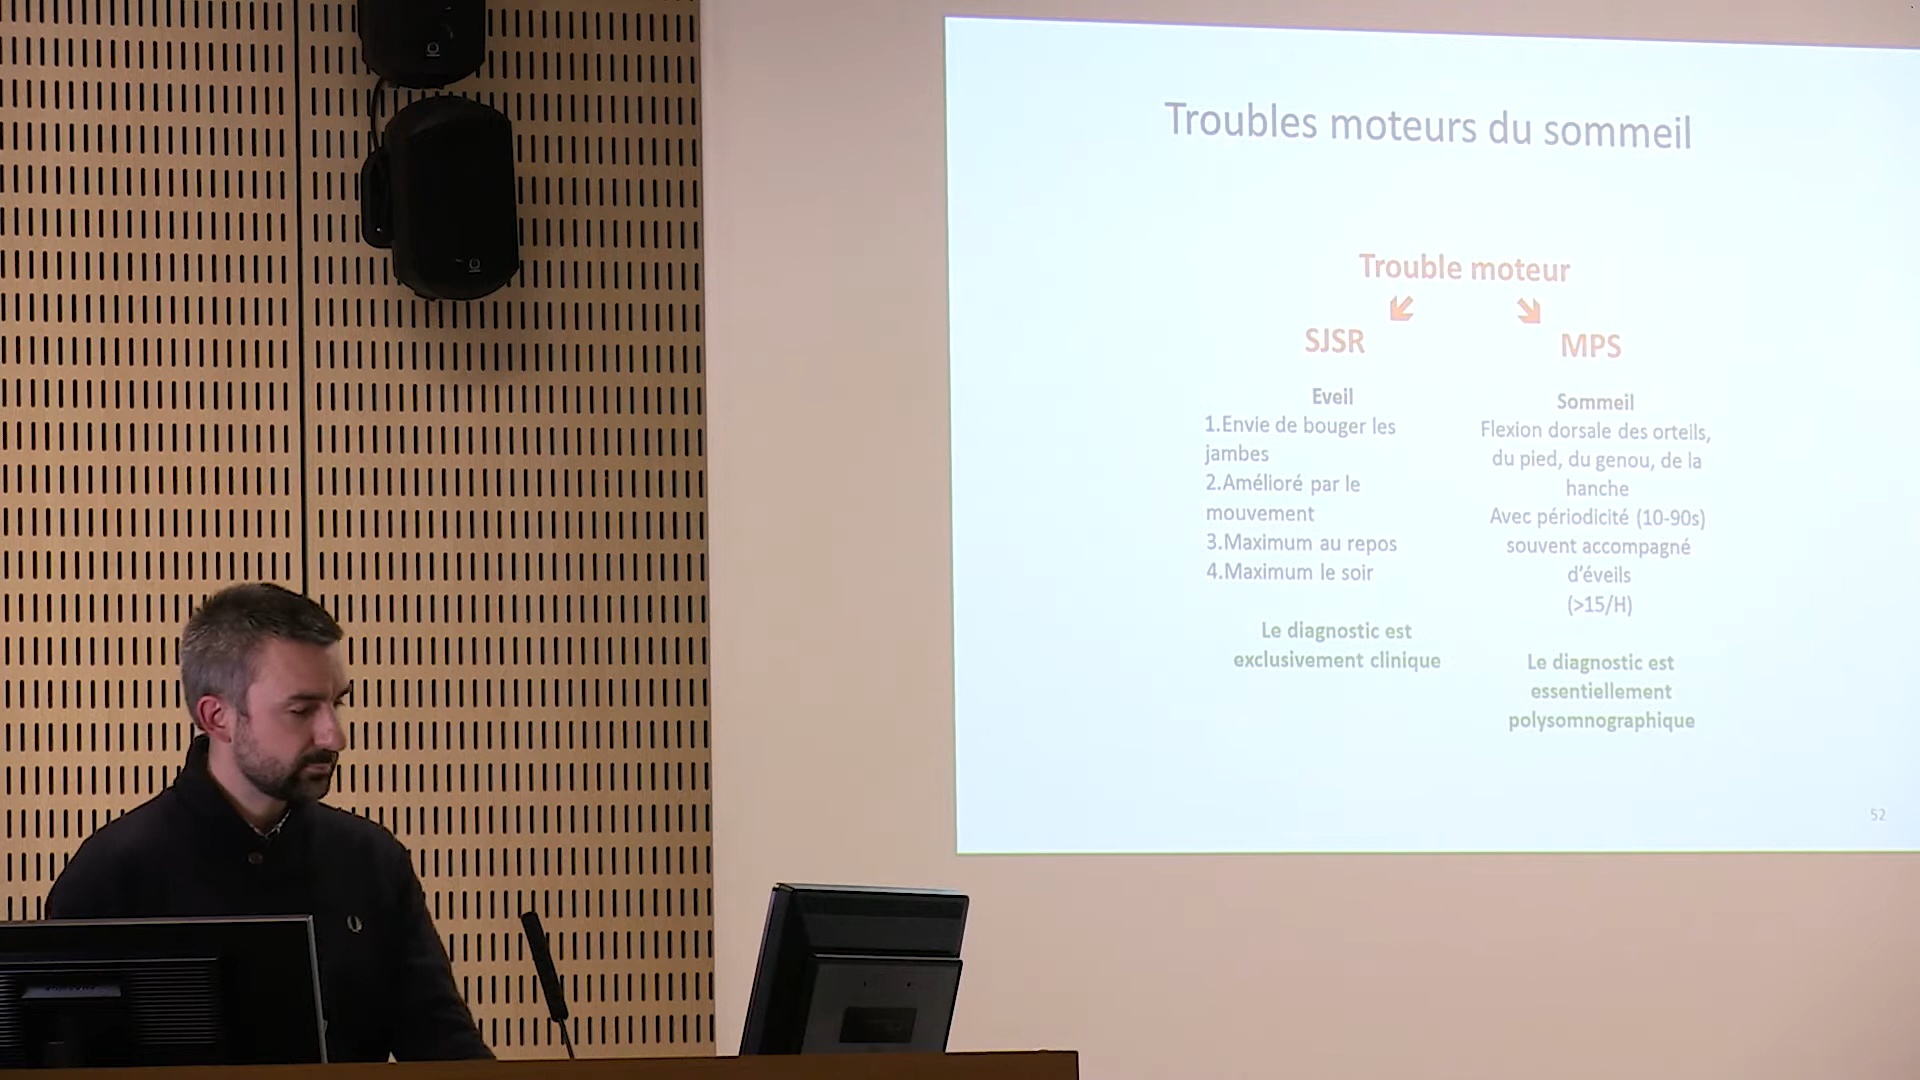 Troubles moteurs du sommeil
Trouble moteur
SJSR
Eveil
1.Envie de bouger les
jambes
2.Amélioré par le
mouvement
3.Maximum au repos
4.Maximum le soir
Le diagnostic est
exclusivement clinique
MPS
Sommeil
Flexion dorsale des orteils,
du pied, du genou, de la
hanche
Avec périodicité (10-90s)
souvent accompagné
d'éveils
(>15/H)
Le diagnostic est
essentiellement
polysomnographique
52